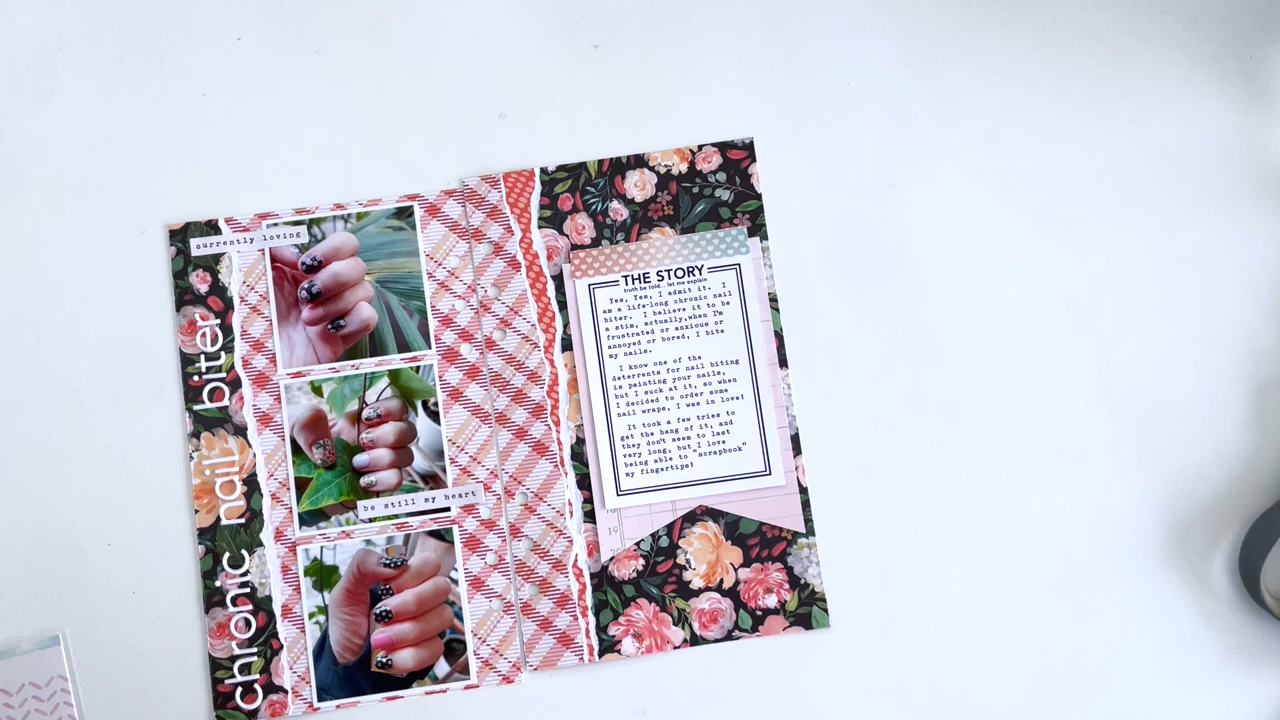 currently loving
chronic nail biter
be still my heart
THE STORY
truth be told... let me explain
Yes, Yes, I admit it. I
am a life-long chronic nail
biter. I believe it to be
a stim, actually,when I'm
frustrated or anxious or
annoyed or bored, I bite
my nails.
I know one of the
deterrents for nail biting
is painting your nails,
but I suck at it, so when
I decided to order some
nail wraps, I was in love!
It took a few tries to
get the hang of it, and
they don't seem to last
very long, but I love
being able to "scrapbook"
my fingertips!
19